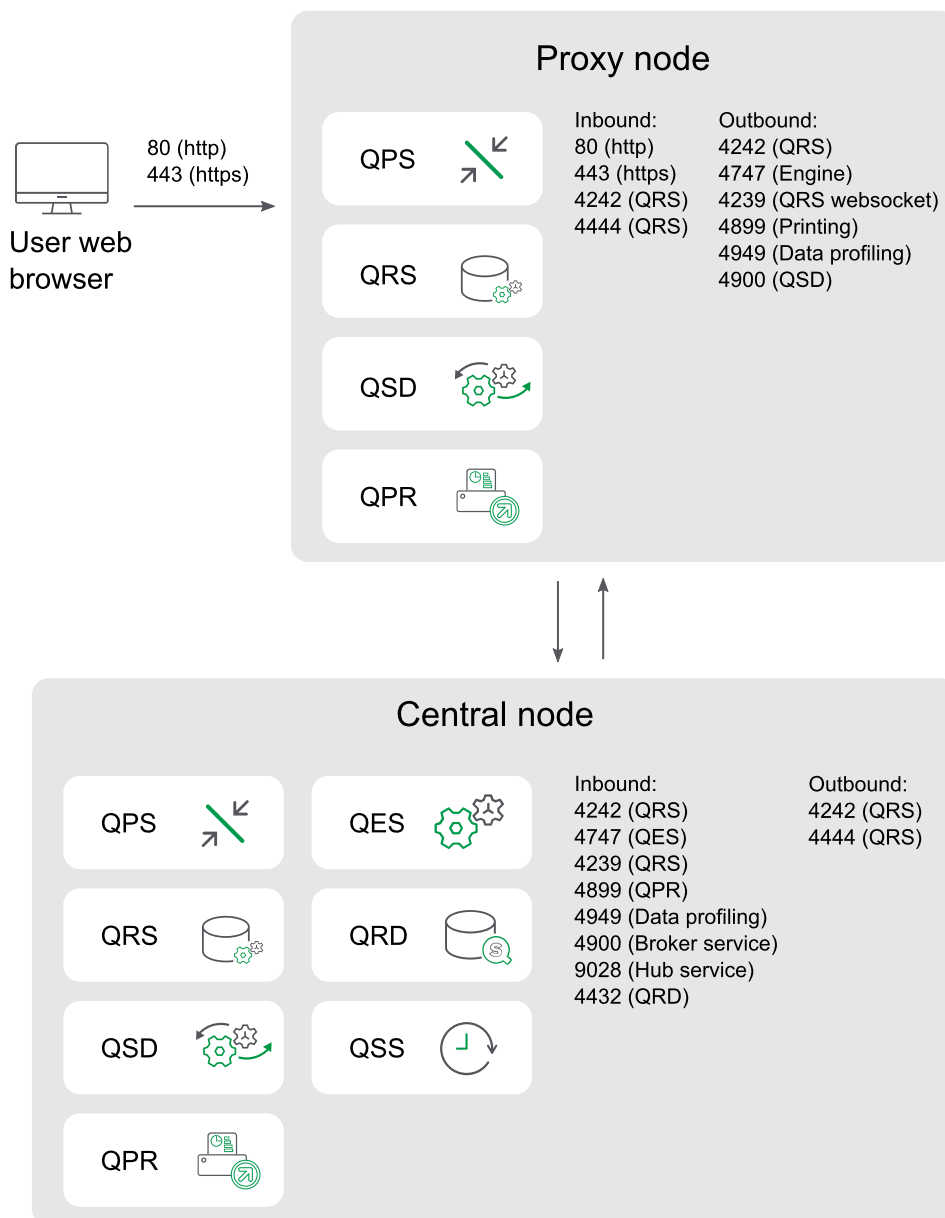 Proxy node
80 (http)
443 (https)
User web
browser
QPS
QRS
QSD
QPR
Inbound:
80 (http)
443 (https)
4242 (QRS)
4444 (QRS)
Outbound:
4242 (QRS)
4747 (Engine)
4239 (QRS websocket)
4899 (Printing)
4949 (Data profiling)
4900 (QSD)
Central node
QPS
QRS
QSD
QPR
QES
QRD
S
QSS
Inbound:
4242 (QRS)
4747 (QES)
4239 (QRS)
4899 (QPR)
4949 (Data profiling)
4900 (Broker service)
9028 (Hub service)
4432 (QRD)
Outbound:
4242 (QRS)
4444 (QRS)